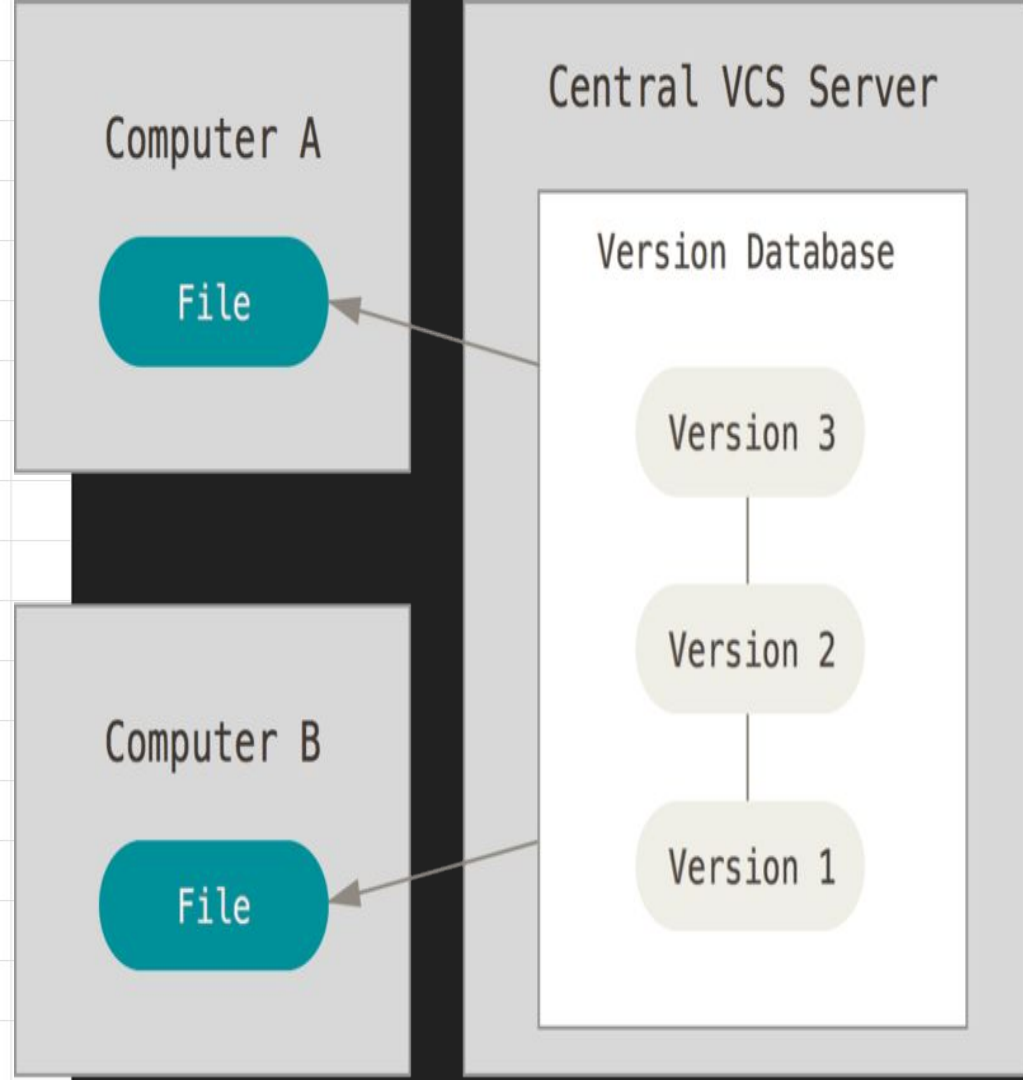 Computer A
File
Computer B
File
Central VCS Server
Version Database
Version 3
Version 2
Version 1